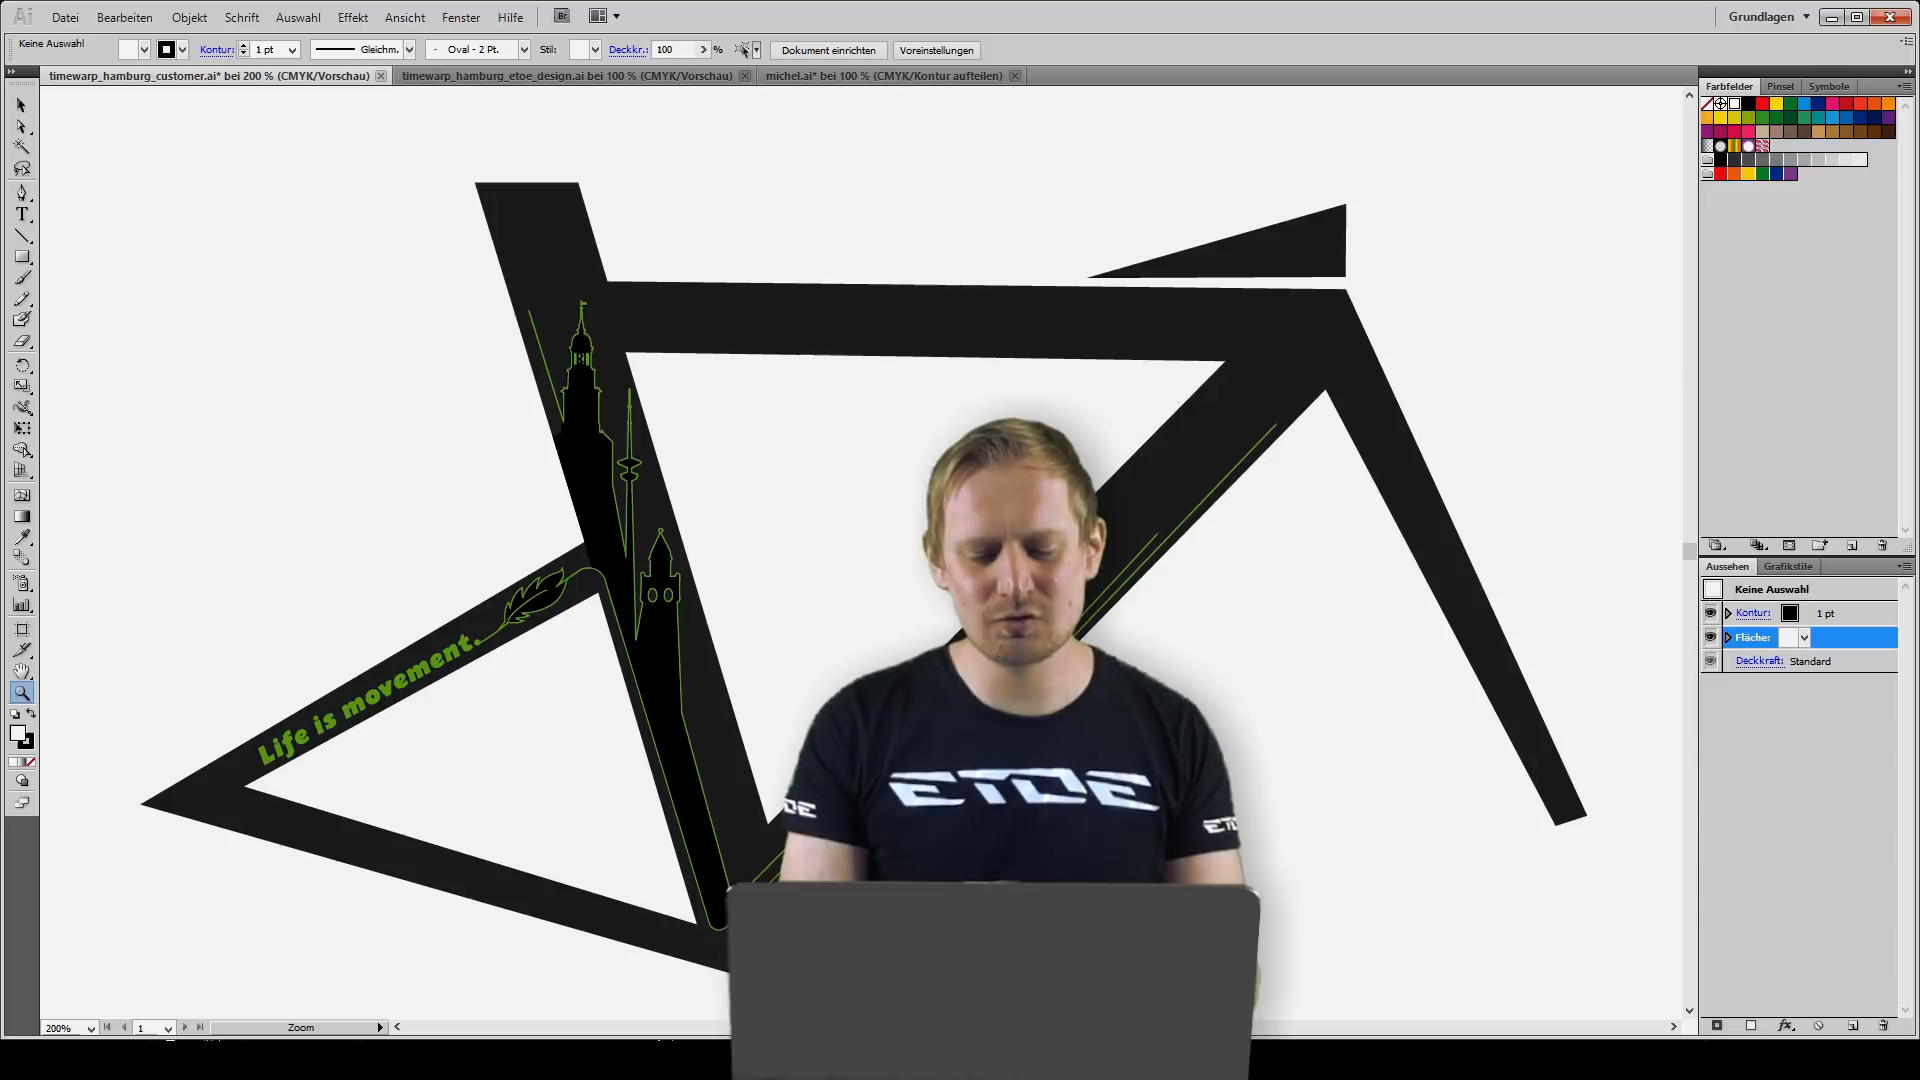 Ai Datei Bearbeiten Objekt Schrift Auswahl Effekt Ansicht Fenster Hilfe Br Grundlagen
Keine Auswahl Kontur: 1 pt Gleichm. Oval - 2 Pt. Stil: Deckkr.: 100 % Dokument einrichten Voreinstellungen
timewarp_hamburg_customer.ai* bei 200 % (CMYK/Vorschau) timewarp_hamburg_etoe_design.ai bei 100 % (CMYK/Vorschau) michel.ai* bei 100 % (CMYK/Kontur aufteilen)
Farbfelder Pinsel Symbole
Aussehen Grafikstile
Keine Auswahl
Kontur: 1 pt
Fläche:
Deckkraft: Standard
Life is movement.
ETOE
200% 1 Zoom
fx